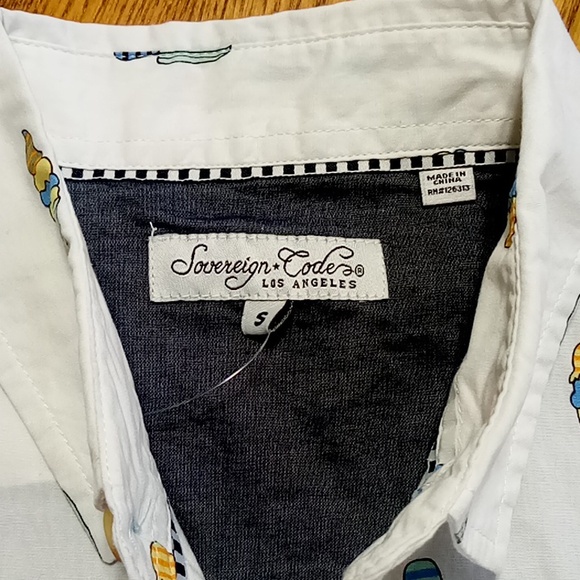 MADE IN
CHINA
RN#126313
Sovereign★Code®
LOS ANGELES
S